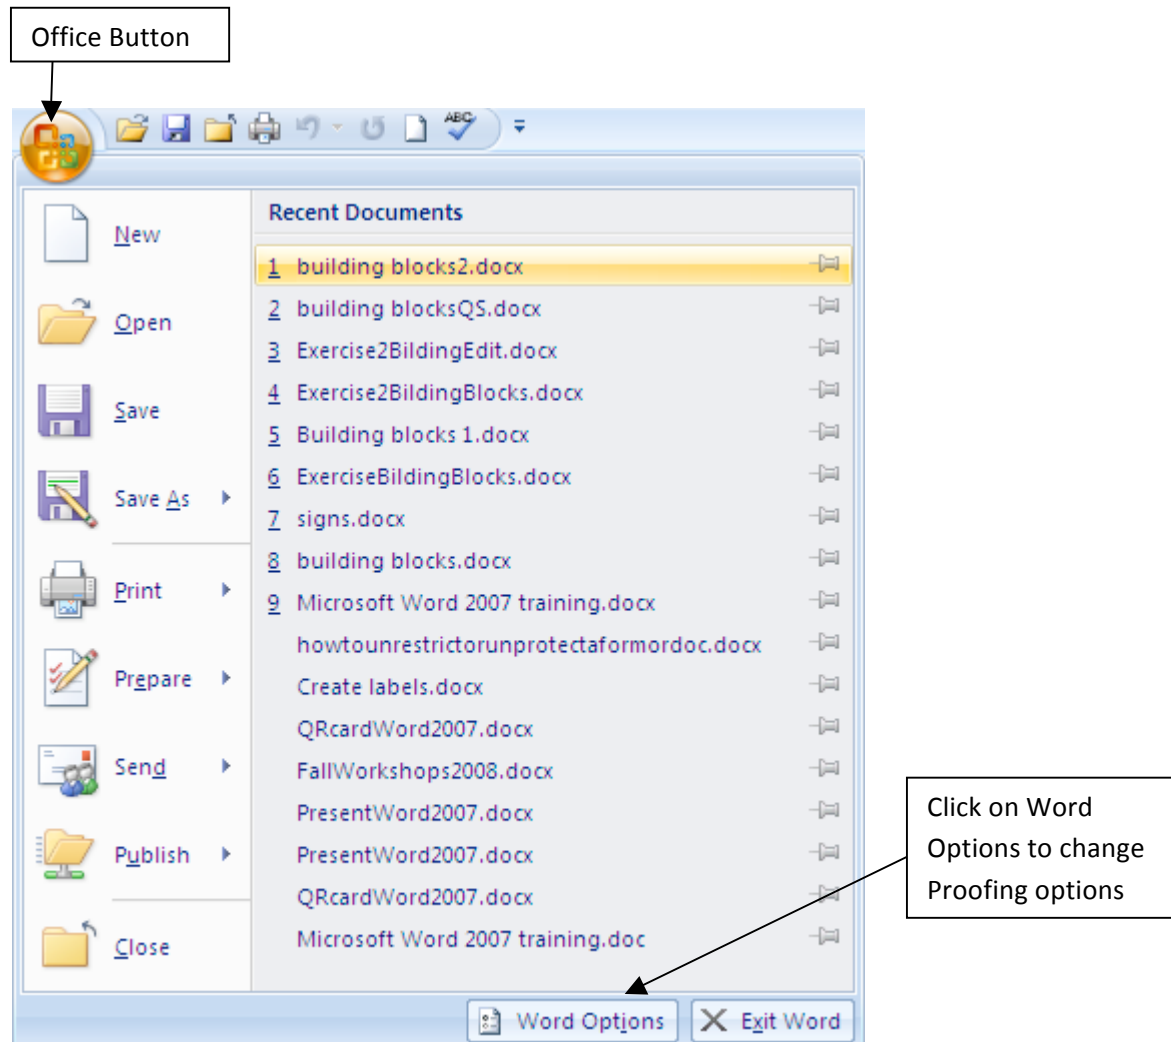 Office Button
ABC
New
Open
Save
Save As
Print
Prepare
Send
Publish
Close
Recent Documents
1 building blocks2.docx
2 building blocksQS.docx
3 Exercise2BildingEdit.docx
4 Exercise2BildingBlocks.docx
5 Building blocks 1.docx
6 ExerciseBildingBlocks.docx
7 signs.docx
8 building blocks.docx
9 Microsoft Word 2007 training.docx
howtounrestrictorunprotectaformordoc.docx
Create labels.docx
QRcardWord2007.docx
FallWorkshops2008.docx
PresentWord2007.docx
PresentWord2007.docx
QRcardWord2007.docx
Microsoft Word 2007 training.doc
Click on Word
Options to change
Proofing options
Word Options
Exit Word